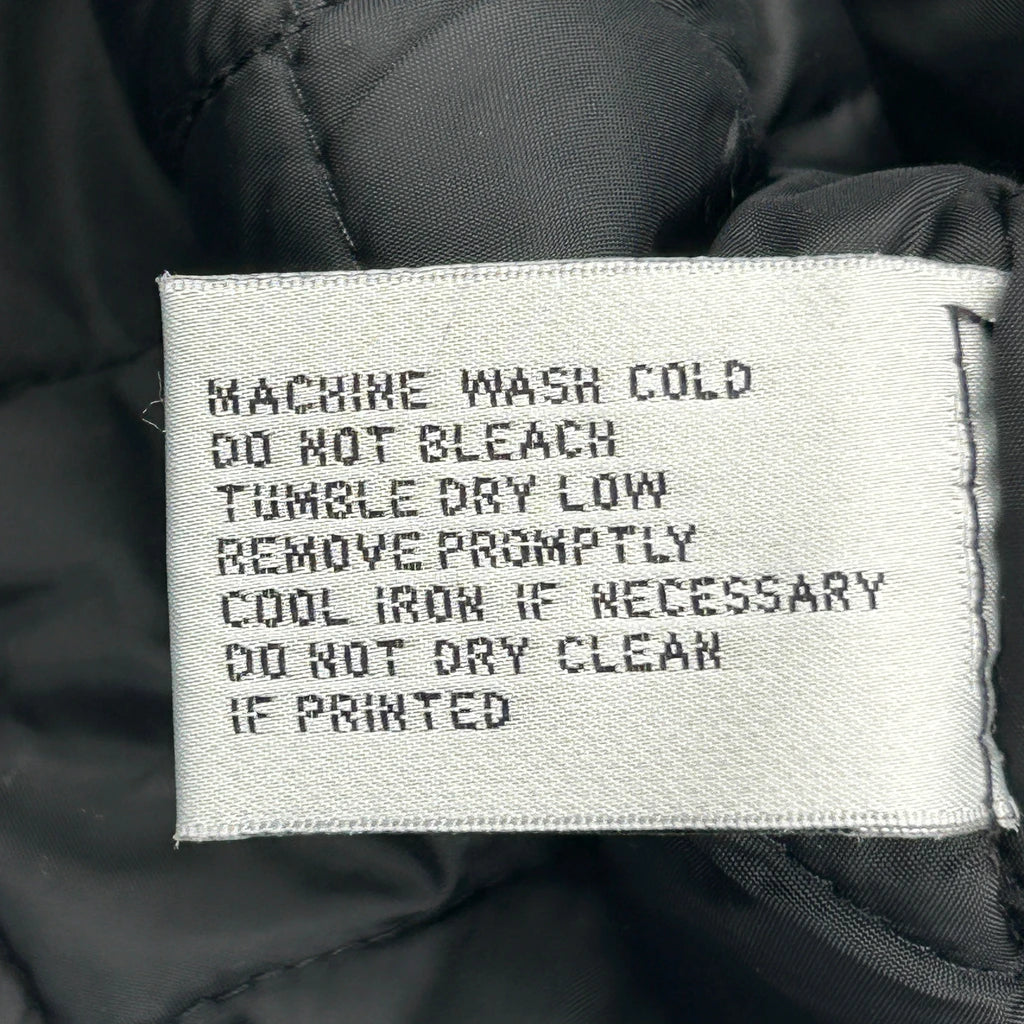 MACHINE WASH COLD
DO NOT BLEACH
TUMBLE DRY LOW
REMOVE PROMPTLY
COOL IRON IF NECESSARY
DO NOT DRY CLEAN
IF PRINTED